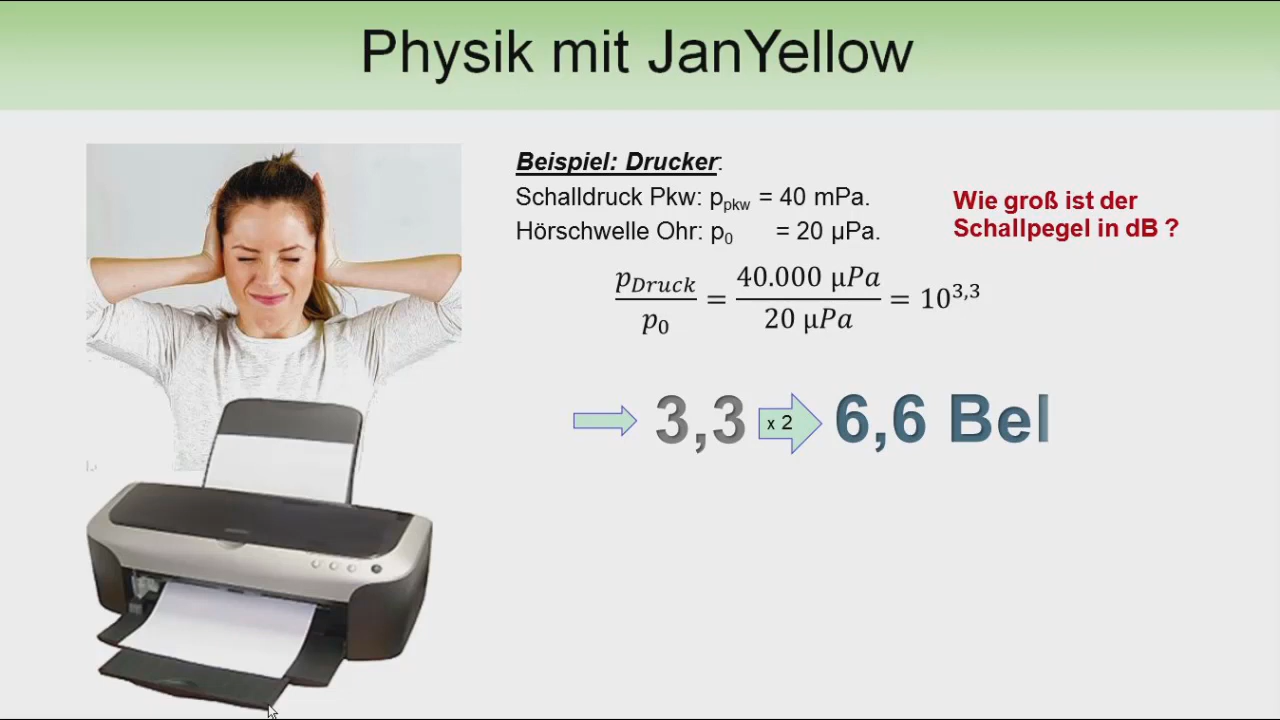 Physik mit JanYellow
Beispiel: Drucker:
Schalldruck Pkw: p_pkw = 40 mPa.
Hörschwelle Ohr: p_0 = 20 µPa.
Wie groß ist der
Schallpegel in dB ?
p_Druck / p_0 = 40.000 µPa / 20 µPa = 10^3,3
3,3 x 2 6,6 Bel